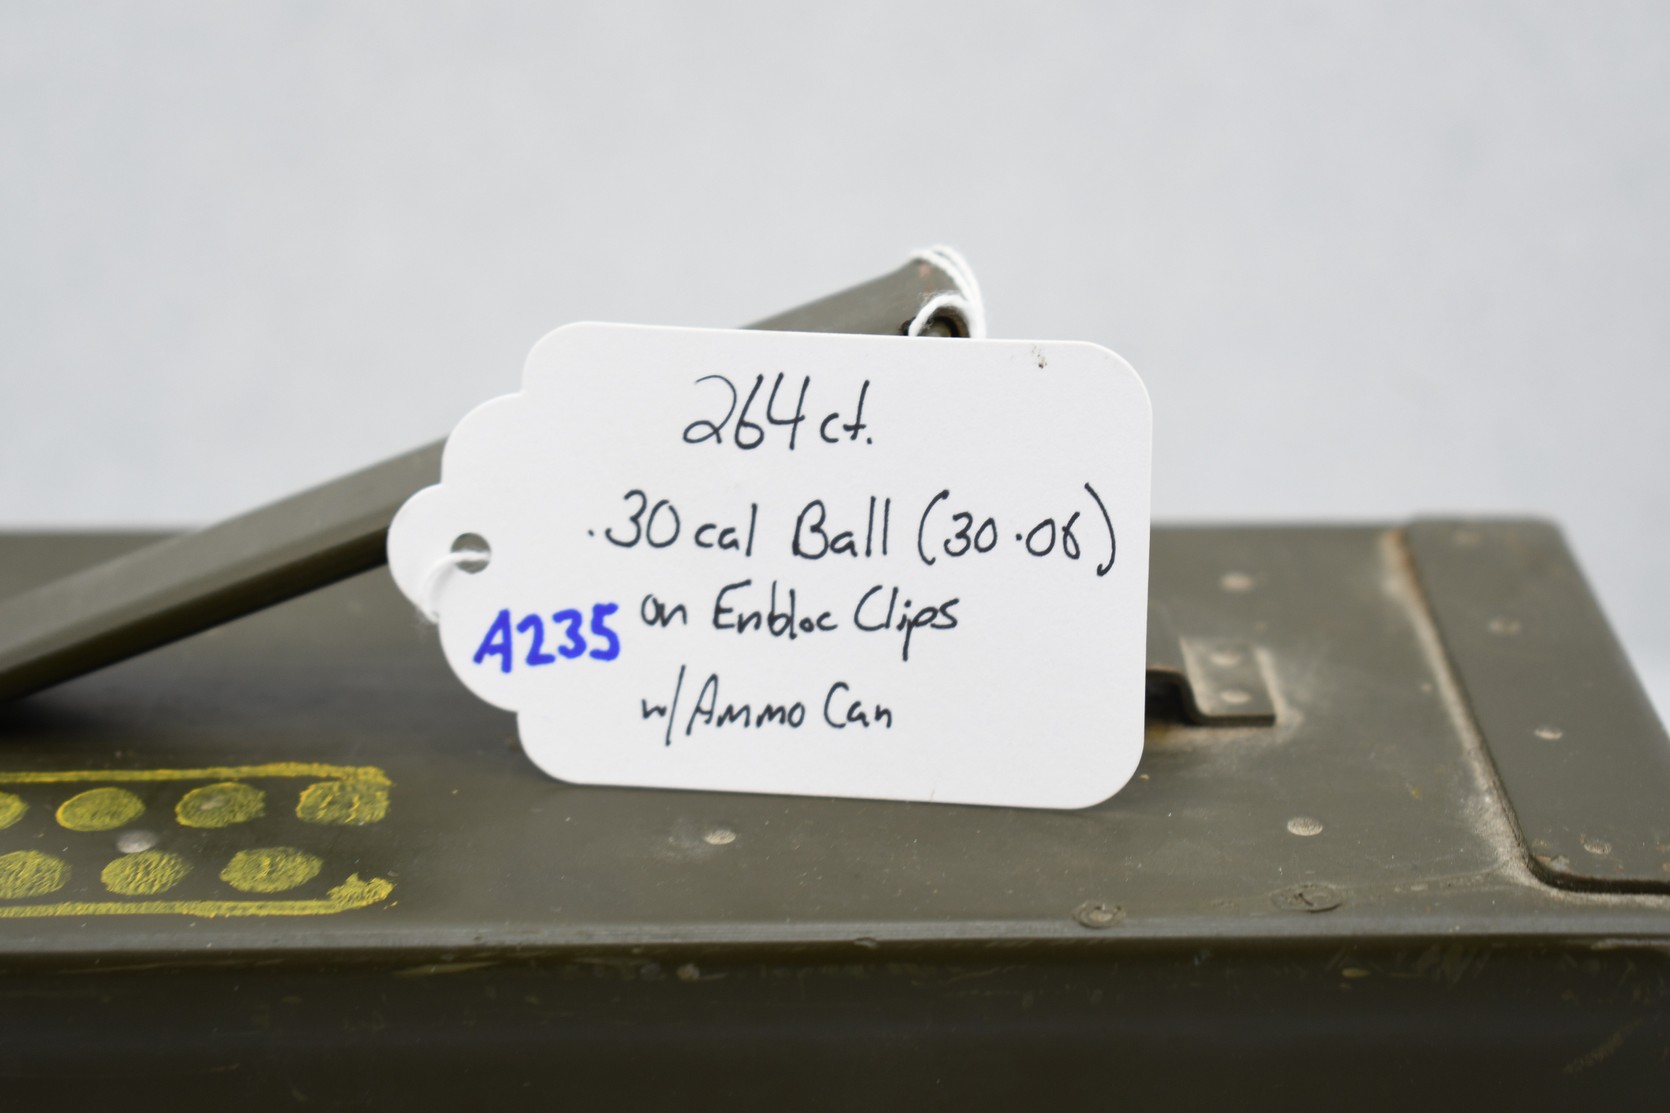 264 ct.
.30 cal Ball (30.06)
on Enbloc Clips
A235
w/Ammo Can